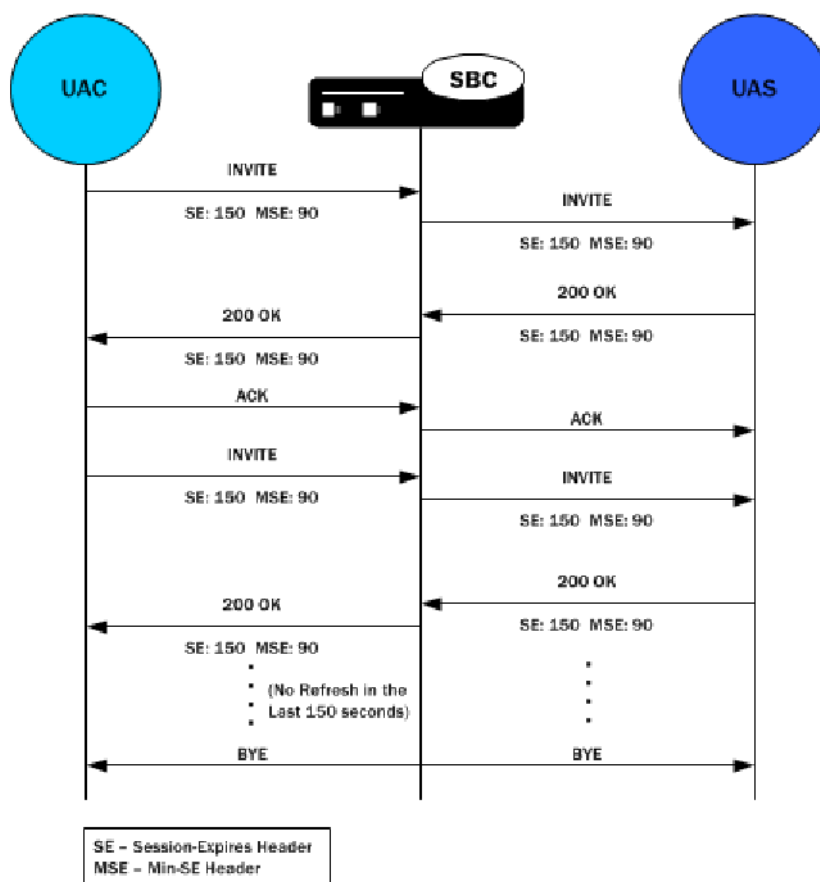 UAC
SBC
UAS
INVITE
SE: 150 MSE: 90
INVITE
SE: 150 MSE: 90
200 OK
SE: 150 MSE: 90
200 OK
SE: 150 MSE: 90
ACK
ACK
INVITE
SE: 150 MSE: 90
INVITE
SE: 150 MSE: 90
200 OK
SE: 150 MSE: 90
200 OK
SE: 150 MSE: 90
(No Refresh in the
Last 150 seconds)
BYE
BYE
SE – Session-Expires Header
MSE – Min-SE Header